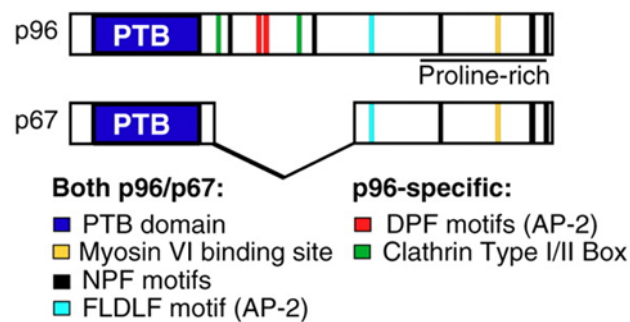 p96 PTB
Proline-rich
p67 PTB
Both p96/p67:
PTB domain
Myosin VI binding site
NPF motifs
FLDLF motif (AP-2)
p96-specific:
DPF motifs (AP-2)
Clathrin Type I/II Box